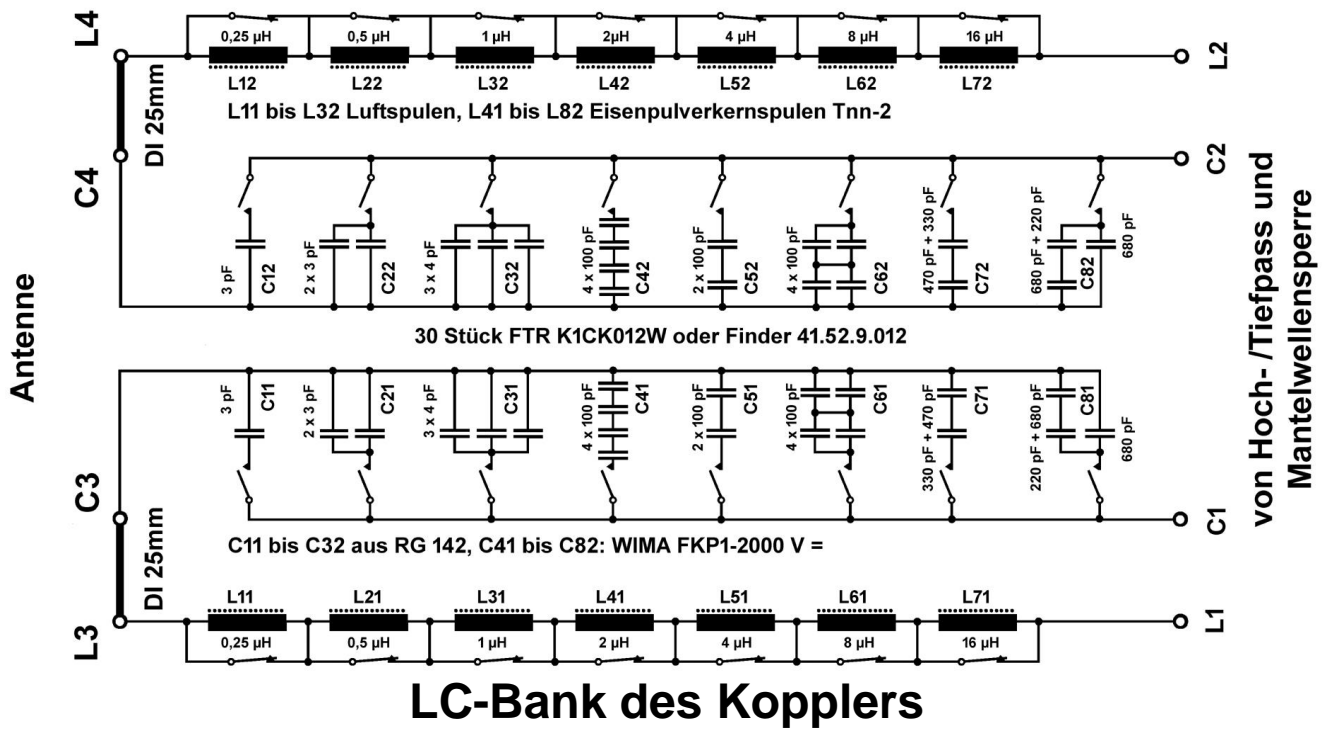 L4
0,25 µH
0,5 µH
1 µH
2µH
4 µH
8 µH
16 µH
L2
L12
L22
L32
L42
L52
L62
L72
DI 25mm
L11 bis L32 Luftspulen, L41 bis L82 Eisenpulverkernspulen Tnn-2
C4
C2
3 pF
C12
2 x 3 pF
C22
3 x 4 pF
C32
4 x 100 pF
C42
2 x 100 pF
C52
4 x 100 pF
C62
470 pF + 330 pF
C72
680 pF + 220 pF
C82
680 pF
Antenne
von Hoch- /Tiefpass und
Mantelwellensperre
30 Stück FTR K1CK012W oder Finder 41.52.9.012
3 pF
C11
2 x 3 pF
C21
3 x 4 pF
C31
4 x 100 pF
C41
2 x 100 pF
C51
4 x 100 pF
C61
330 pF + 470 pF
C71
220 pF + 680 pF
C81
680 pF
C3
C1
C11 bis C32 aus RG 142, C41 bis C82: WIMA FKP1-2000 V =
DI 25mm
L11
L21
L31
L41
L51
L61
L71
L3
L1
0,25 µH
0,5 µH
1 µH
2 µH
4 µH
8 µH
16 µH
LC-Bank des Kopplers